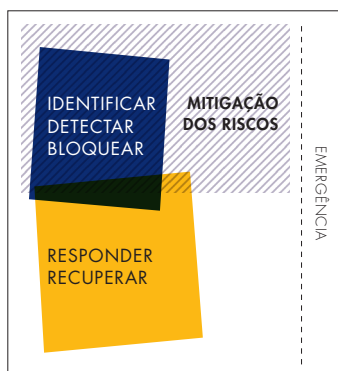 IDENTIFICAR
DETECTAR
BLOQUEAR
MITIGAÇÃO
DOS RISCOS
RESPONDER
RECUPERAR
EMERGÊNCIA